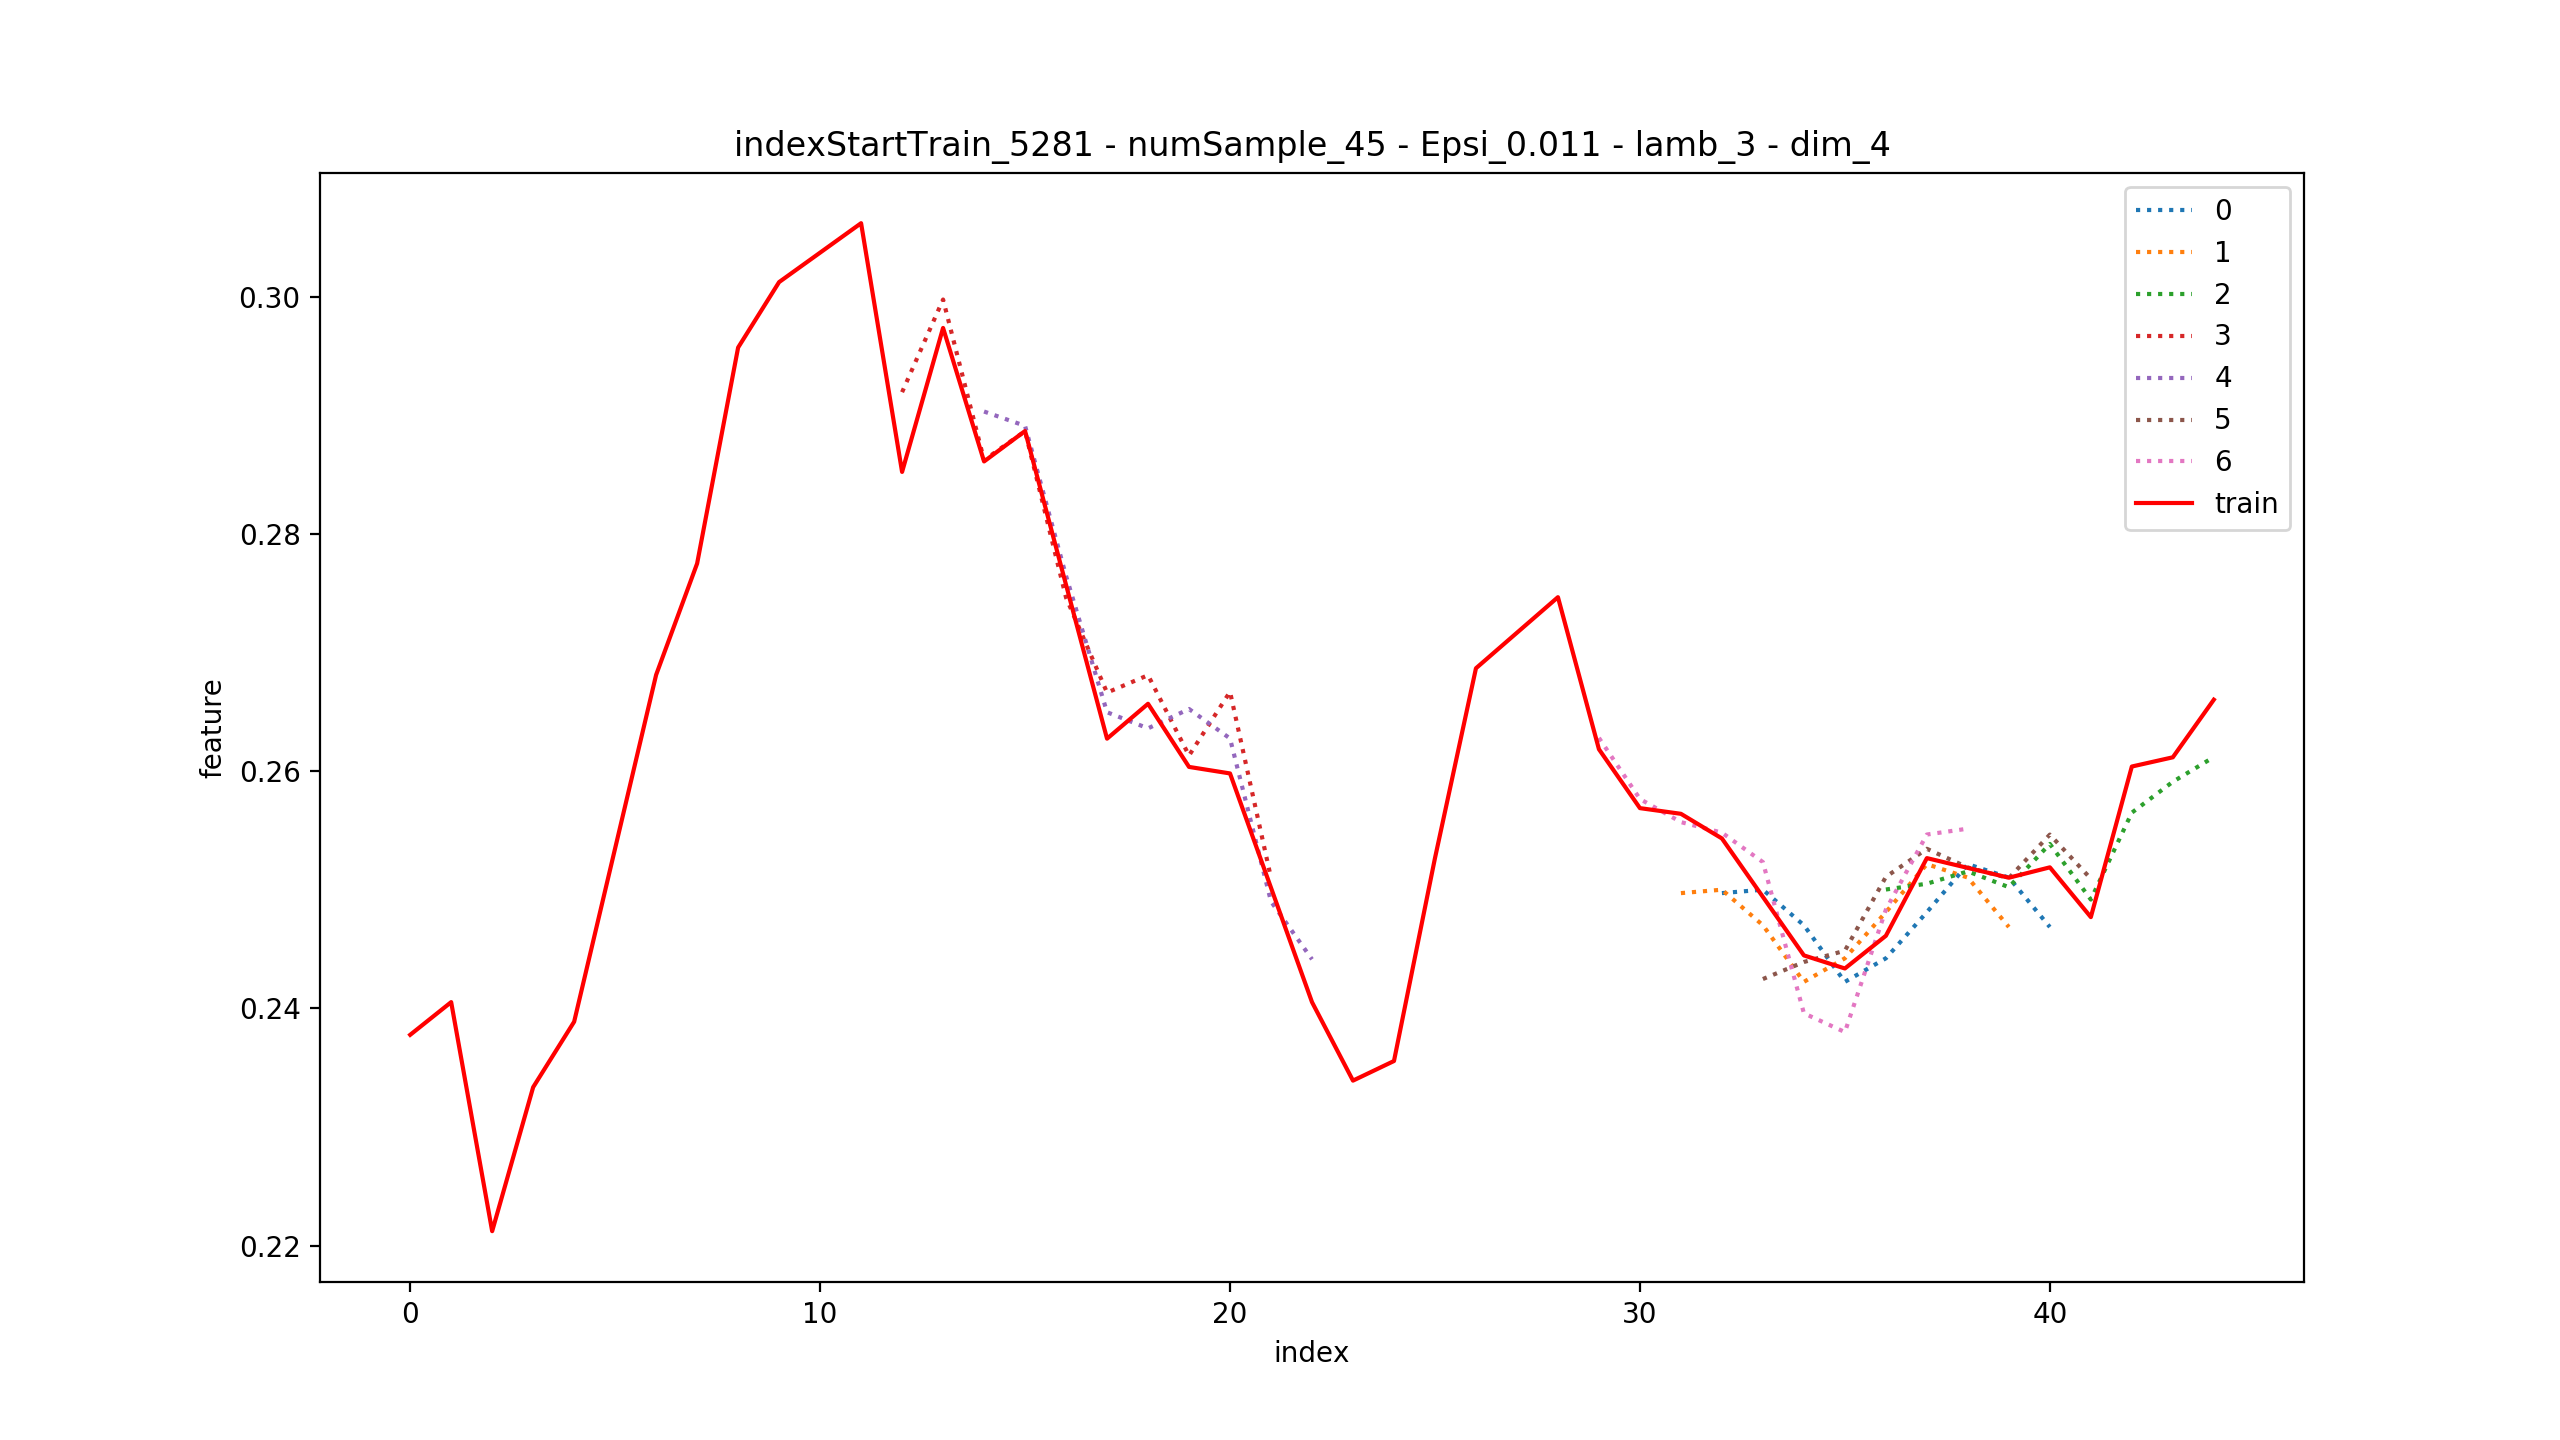 indexStartTrain_5281 - numSample_45 - Epsi_0.011 - lamb_3 - dim_4
0
1
2
3
4
5
6
train
0.30
0.28
0.26
0.24
0.22
feature
0 10 20 30 40
index